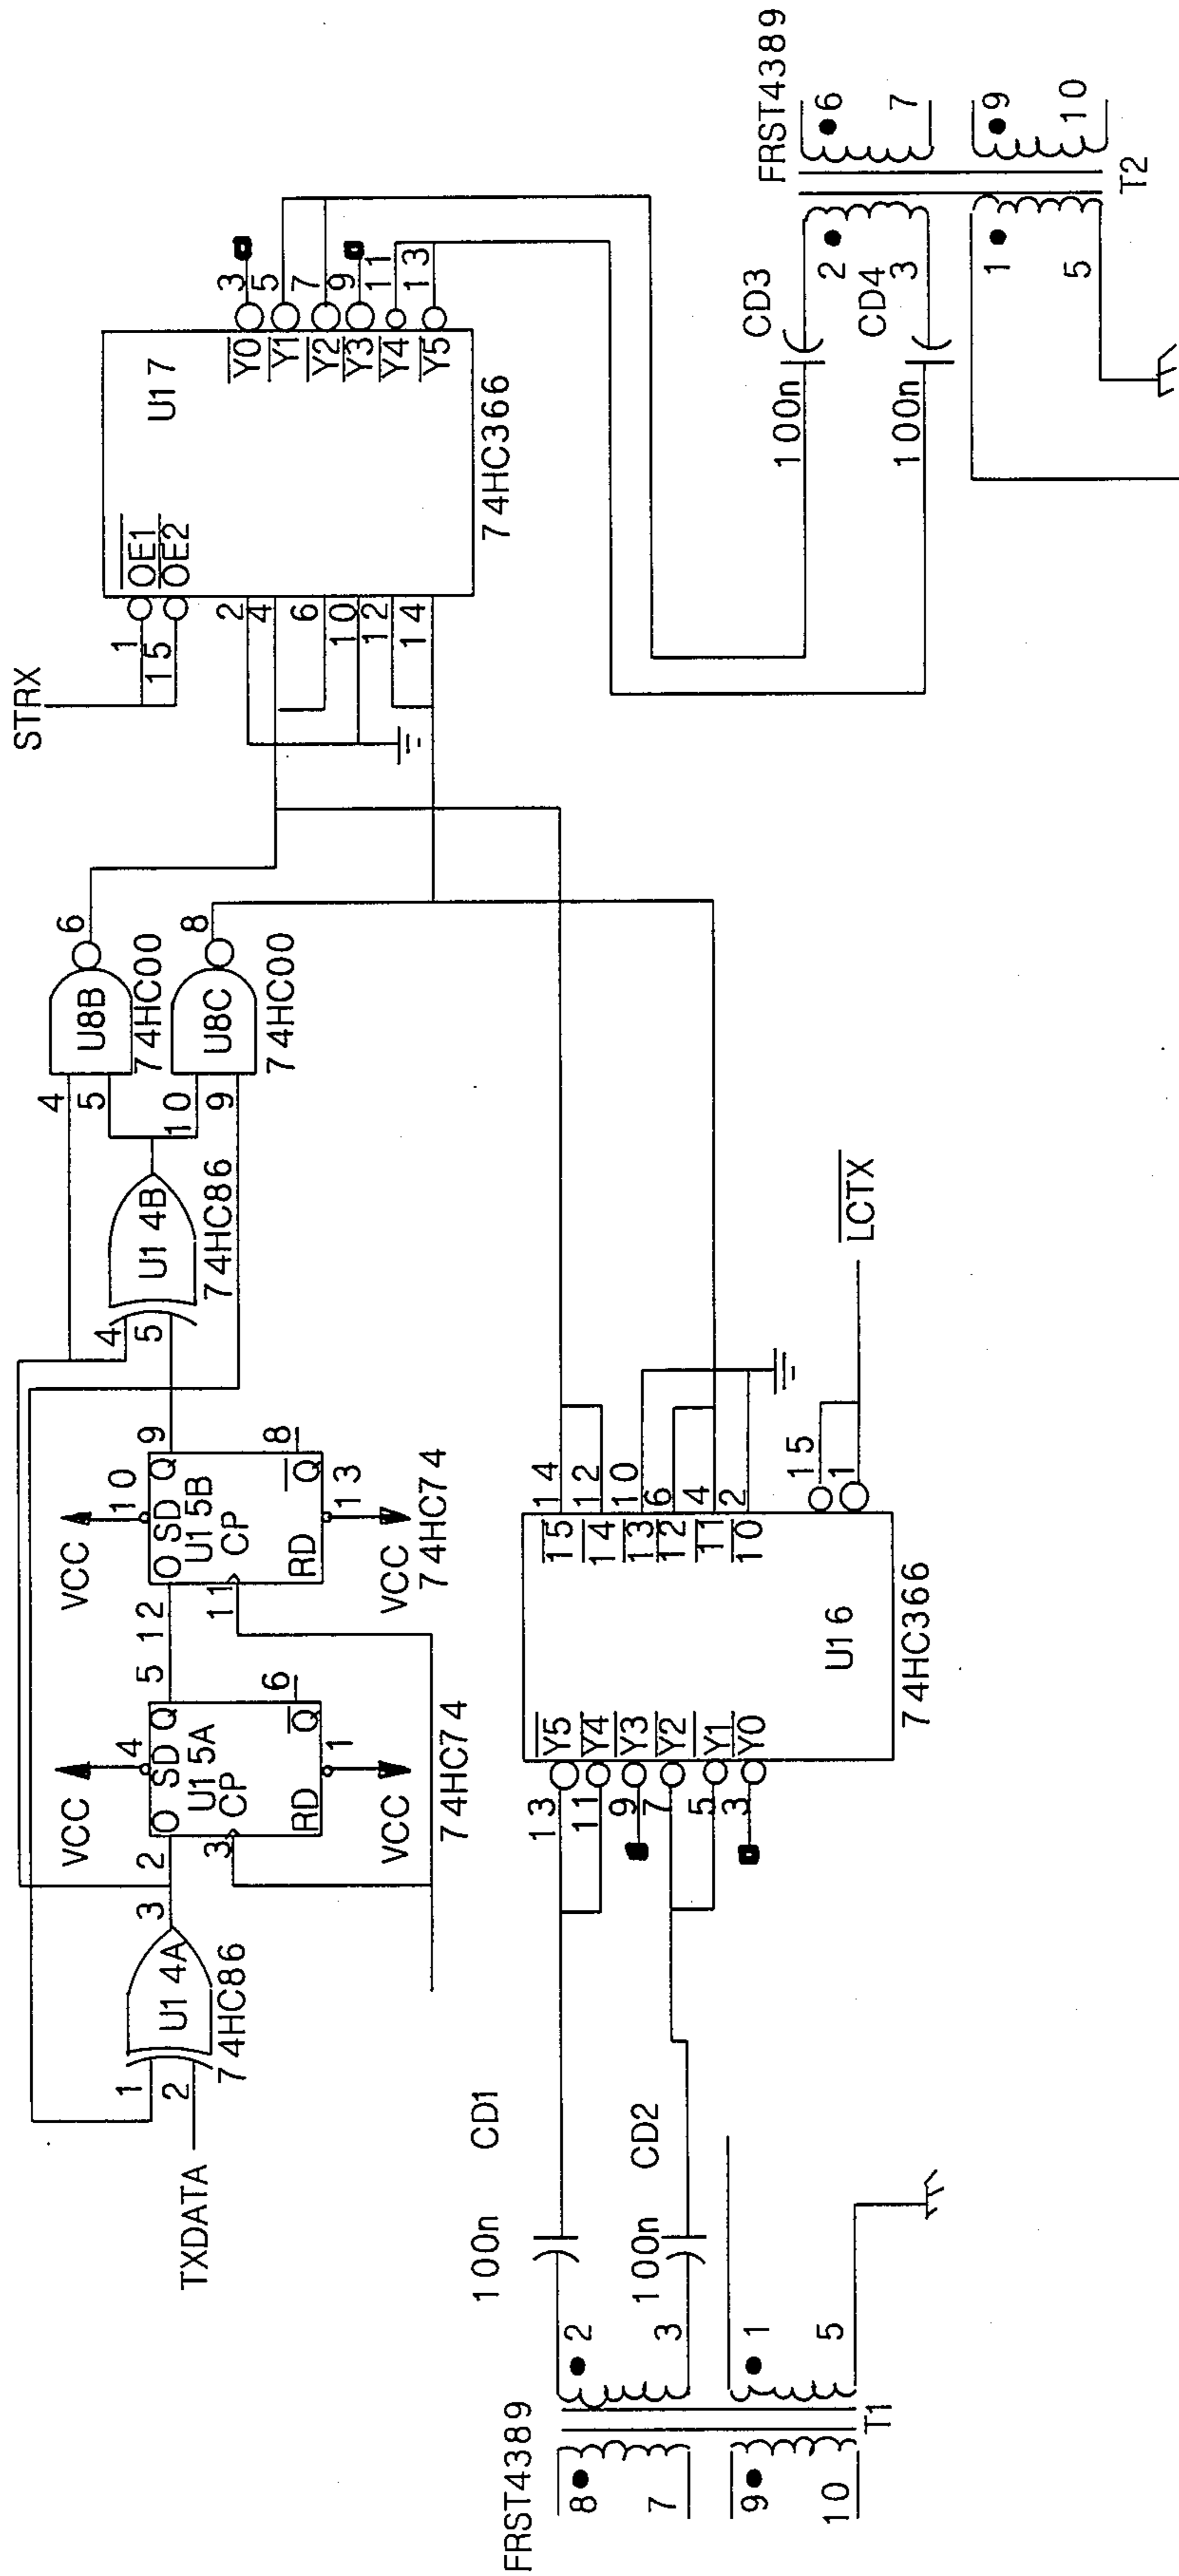 TXDATA
1
2
3
U14A
74HC86
VCC
4
2
O
SD
Q
5
U15A
CP
3
RD
Q
6
1
VCC
74HC74
VCC
10
12
O
SD
Q
9
U15B
CP
11
RD
Q
8
13
VCC
74HC74
4
5
U14B
74HC86
4
5
U8B
6
74HC00
10
9
U8C
8
74HC00
STRX
1
15
OE1
OE2
2
4
6
10
12
14
U17
Y0
Y1
Y2
Y3
Y4
Y5
3
5
7
9
11
13
74HC366
FRST4389
8
7
9
10
2
3
1
5
T1
100n
CD1
100n
CD2
13
11
9
7
5
3
Y5
Y4
Y3
Y2
Y1
Y0
U16
74HC366
15
14
13
12
11
10
14
12
10
6
4
2
15
1
LCTX
100n
CD3
100n
CD4
2
3
1
5
FRST4389
6
7
9
10
T2